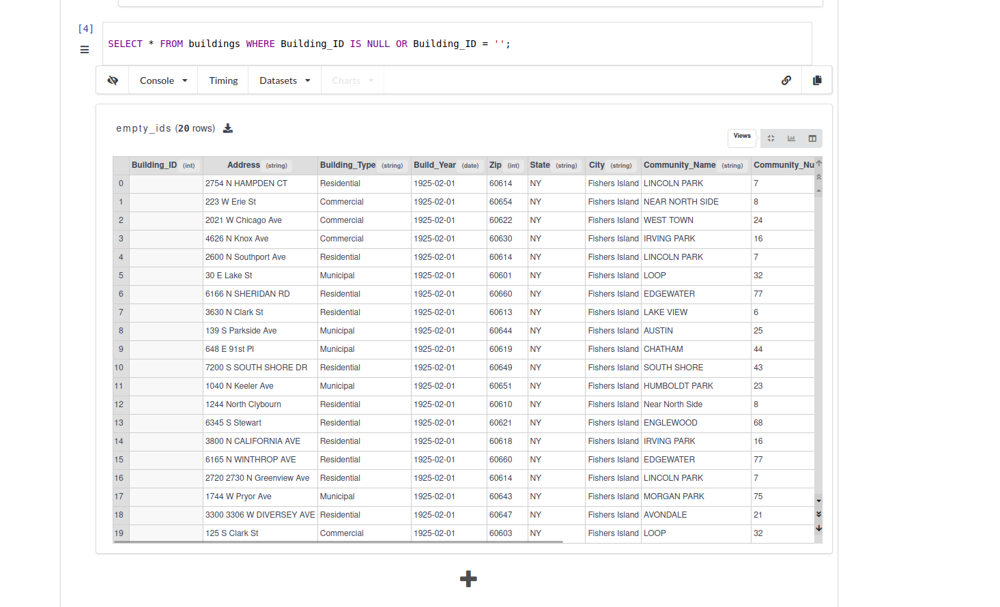 [4]
SELECT * FROM buildings WHERE Building_ID IS NULL OR Building_ID = '';
Console Timing Datasets Charts
empty_ids (20 rows)
Views
Building_ID (int) Address (string) Building_Type (string) Build_Year (date) Zip (int) State (string) City (string) Community_Name (string) Community_Nu
0 2754 N HAMPDEN CT Residential 1925-02-01 60614 NY Fishers Island LINCOLN PARK 7
1 223 W Erie St Commercial 1925-02-01 60654 NY Fishers Island NEAR NORTH SIDE 8
2 2021 W Chicago Ave Commercial 1925-02-01 60622 NY Fishers Island WEST TOWN 24
3 4626 N Knox Ave Commercial 1925-02-01 60630 NY Fishers Island IRVING PARK 16
4 2600 N Southport Ave Residential 1925-02-01 60614 NY Fishers Island LINCOLN PARK 7
5 30 E Lake St Municipal 1925-02-01 60601 NY Fishers Island LOOP 32
6 6166 N SHERIDAN RD Residential 1925-02-01 60660 NY Fishers Island EDGEWATER 77
7 3630 N Clark St Residential 1925-02-01 60613 NY Fishers Island LAKE VIEW 6
8 139 S Parkside Ave Municipal 1925-02-01 60644 NY Fishers Island AUSTIN 25
9 648 E 91st Pl Municipal 1925-02-01 60619 NY Fishers Island CHATHAM 44
10 7200 S SOUTH SHORE DR Residential 1925-02-01 60649 NY Fishers Island SOUTH SHORE 43
11 1040 N Keeler Ave Municipal 1925-02-01 60651 NY Fishers Island HUMBOLDT PARK 23
12 1244 North Clybourn Residential 1925-02-01 60610 NY Fishers Island Near North Side 8
13 6345 S Stewart Residential 1925-02-01 60621 NY Fishers Island ENGLEWOOD 68
14 3800 N CALIFORNIA AVE Residential 1925-02-01 60618 NY Fishers Island IRVING PARK 16
15 6165 N WINTHROP AVE Residential 1925-02-01 60660 NY Fishers Island EDGEWATER 77
16 2720 2730 N Greenview Ave Residential 1925-02-01 60614 NY Fishers Island LINCOLN PARK 7
17 1744 W Pryor Ave Municipal 1925-02-01 60643 NY Fishers Island MORGAN PARK 75
18 3300 3306 W DIVERSEY AVE Residential 1925-02-01 60647 NY Fishers Island AVONDALE 21
19 125 S Clark St Commercial 1925-02-01 60603 NY Fishers Island LOOP 32